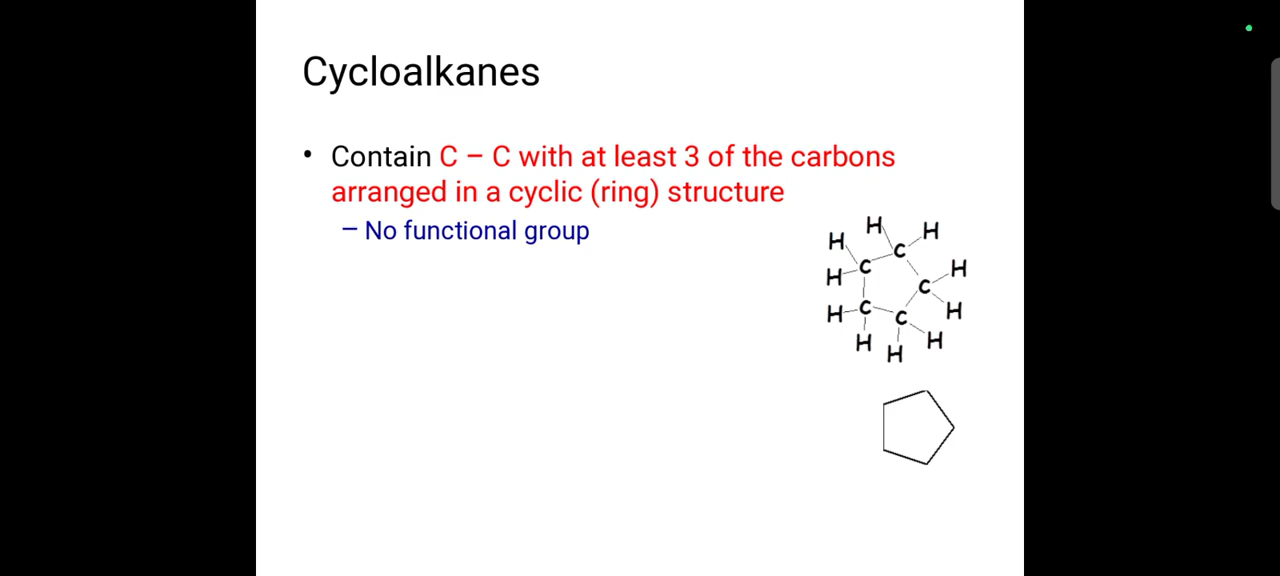 Cycloalkanes
• Contain C – C with at least 3 of the carbons
arranged in a cyclic (ring) structure
– No functional group
H H
H
C
C H
H
C
H C H
C
H H
H